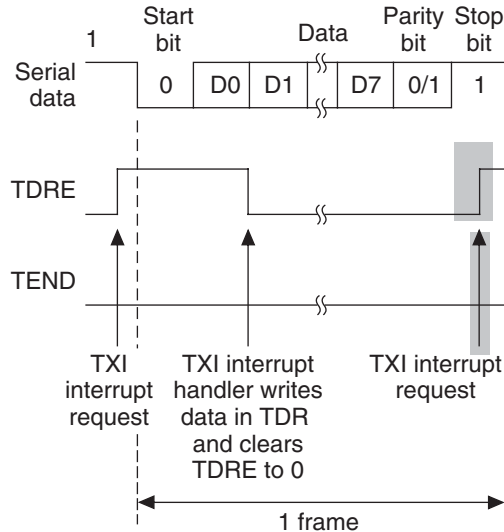 1
Start
bit
Data
Parity
bit
Stop
bit
Serial
data
0
D0
D1
D7
0/1
1
TDRE
TEND
TXI
interrupt
request
TXI interrupt
handler writes
data in TDR
and clears
TDRE to 0
TXI interrupt
request
1 frame